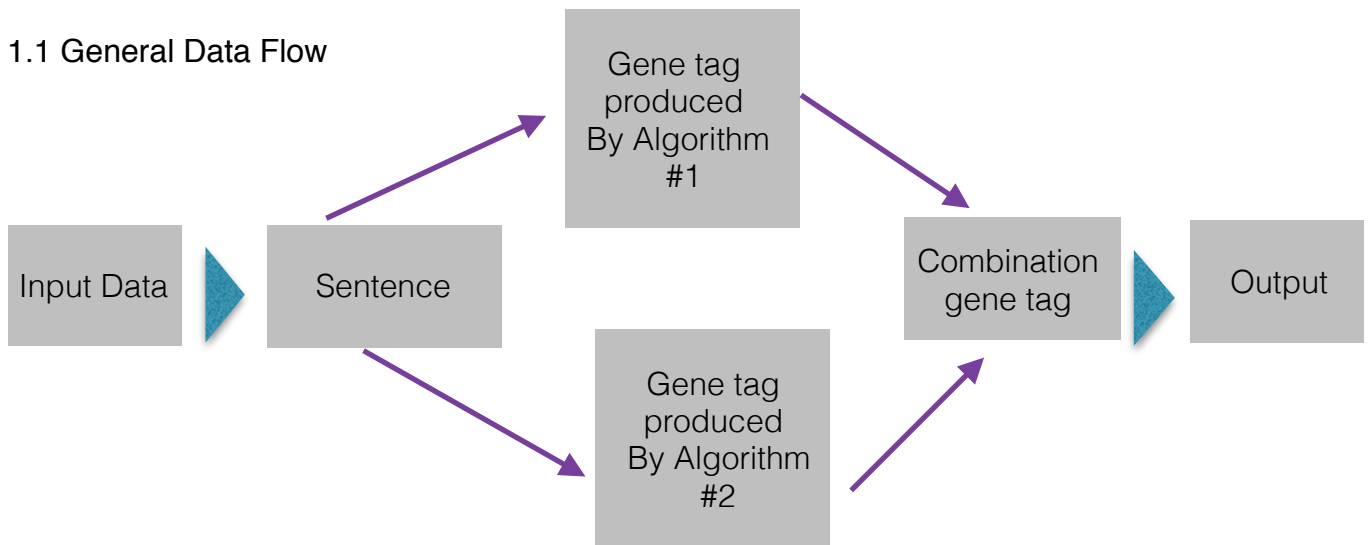 1.1 General Data Flow
Gene tag
produced
By Algorithm
#1
Input Data
Sentence
Combination
gene tag
Output
Gene tag
produced
By Algorithm
#2